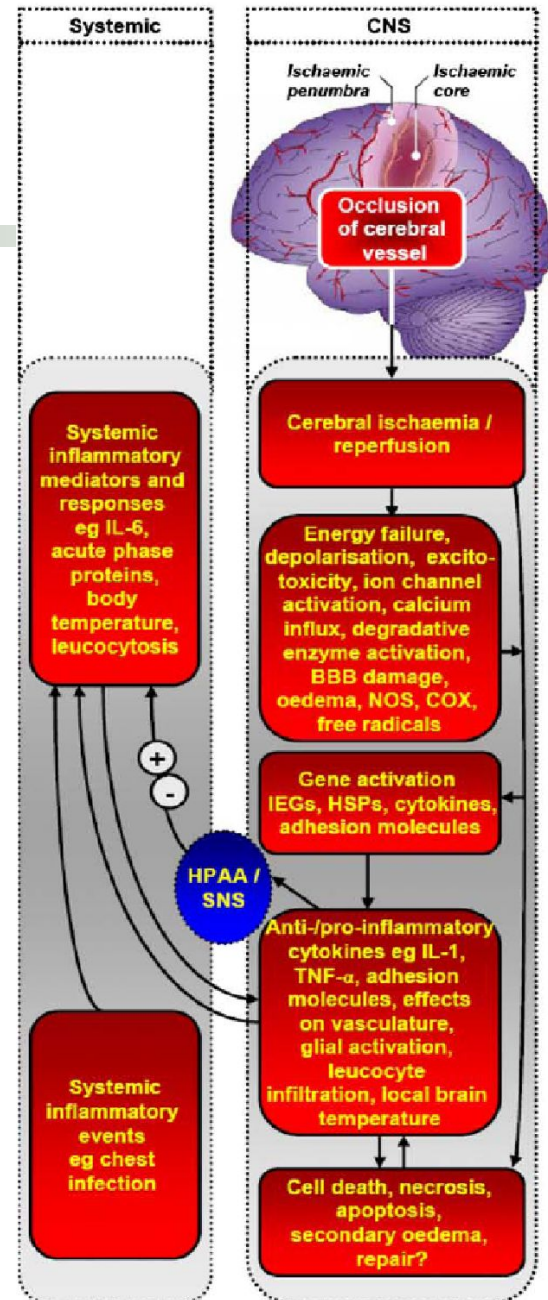 Systemic
CNS
Ischaemic
penumbra
Ischaemic
core
Occlusion
of cerebral
vessel
Cerebral ischaemia /
reperfusion
Systemic
inflammatory
mediators and
responses
eg IL-6,
acute phase
proteins,
body
temperature,
leucocytosis
Energy failure,
depolarisation, excito-
toxicity, ion channel
activation, calcium
influx, degradative
enzyme activation,
BBB damage,
oedema, NOS, COX,
free radicals
+
-
Gene activation
IEGs, HSPs, cytokines,
adhesion molecules
HPAA /
SNS
Anti-/pro-inflammatory
cytokines eg IL-1,
TNF-α, adhesion
molecules, effects
on vasculature,
glial activation,
leucocyte
infiltration, local brain
temperature
Systemic
inflammatory
events
eg chest
infection
Cell death, necrosis,
apoptosis,
secondary oedema,
repair?